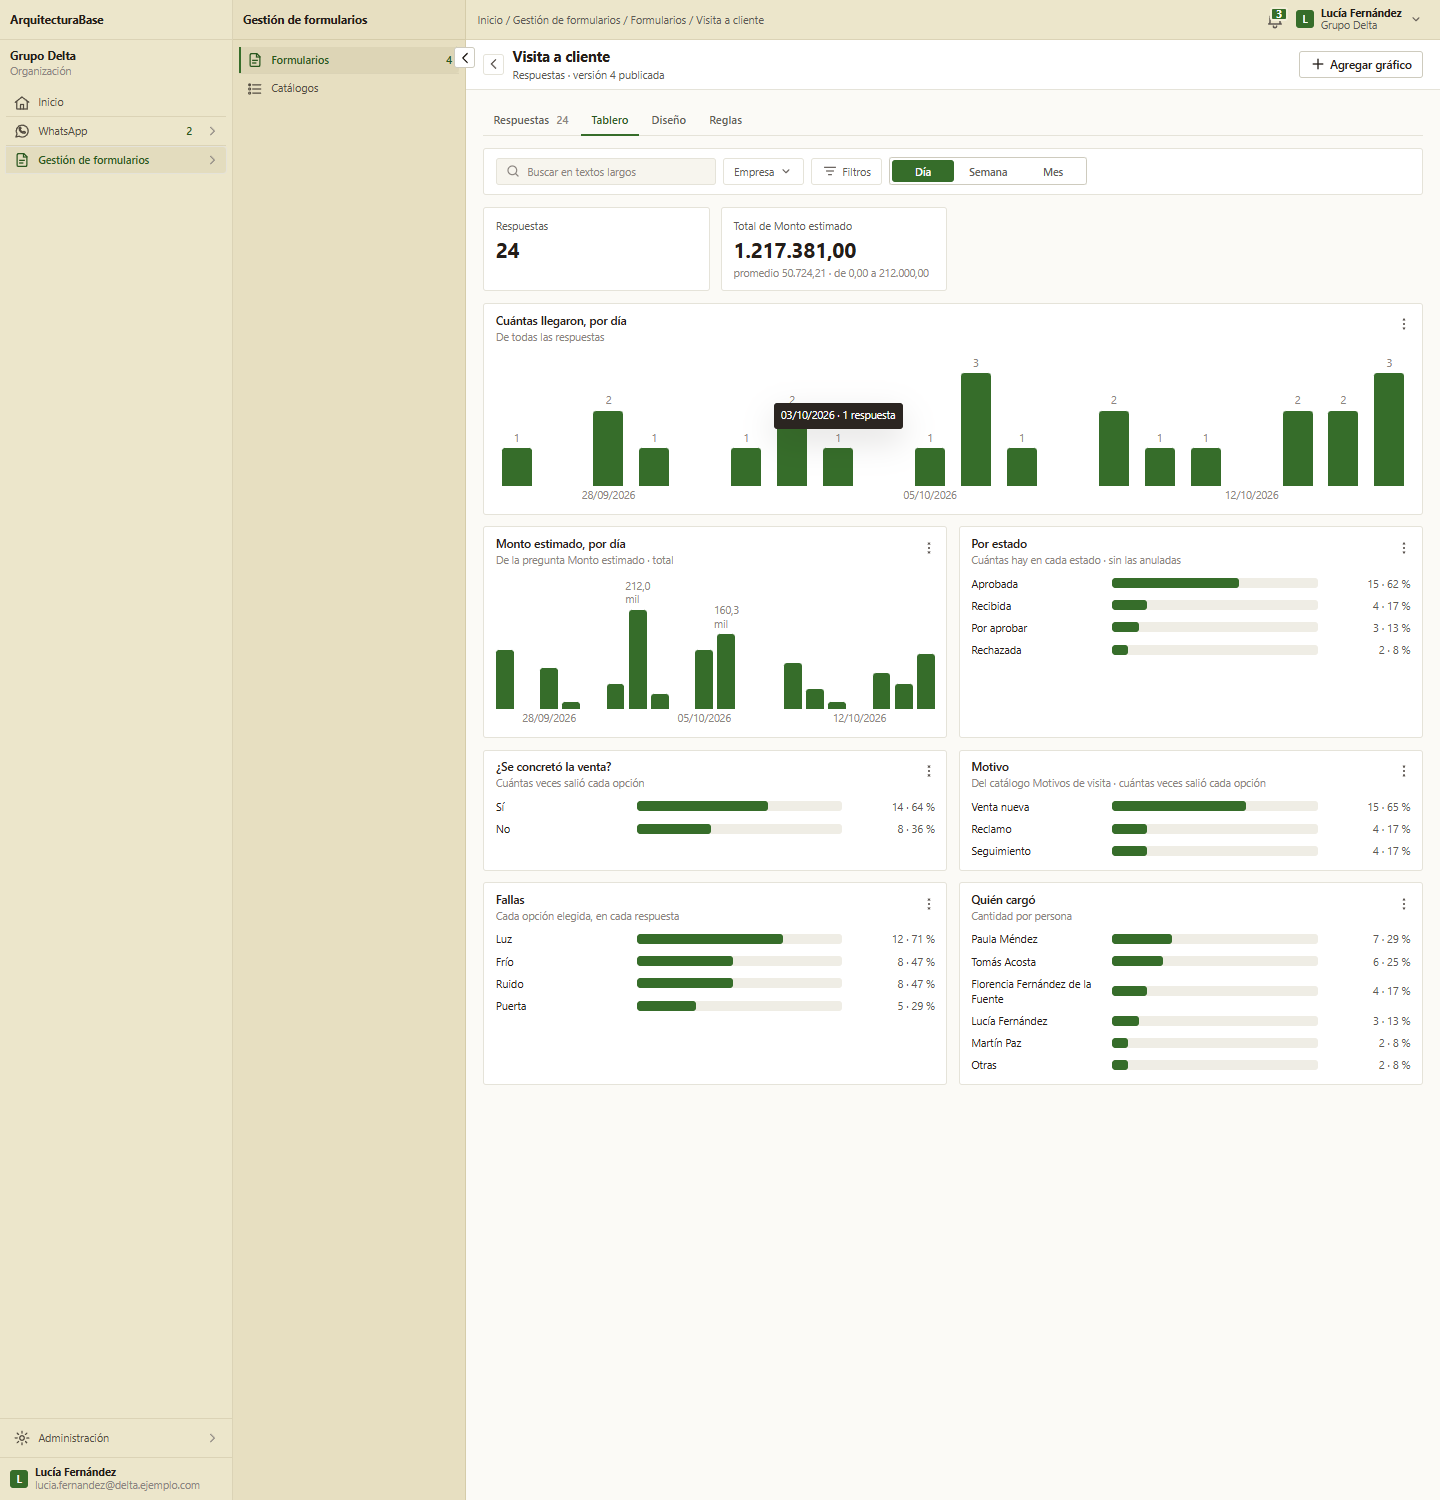 ArquitecturaBase
Grupo Delta
Organización
Inicio
WhatsApp 2
Gestión de formularios
Administración
L Lucía Fernández
lucia.fernandez@delta.ejemplo.com
Gestión de formularios
Formularios 4
Catálogos
Inicio / Gestión de formularios / Formularios / Visita a cliente
3
L Lucía Fernández
Grupo Delta
Visita a cliente
Respuestas · versión 4 publicada
Agregar gráfico
Respuestas 24 Tablero Diseño Reglas
Buscar en textos largos Empresa Filtros Día Semana Mes
Respuestas
24
Total de Monto estimado
1.217.381,00
promedio 50.724,21 · de 0,00 a 212.000,00
Cuántas llegaron, por día
De todas las respuestas
1 2 1 1 2 1 1 3 1 2 1 1 2 2 3
03/10/2026 · 1 respuesta
28/09/2026 05/10/2026 12/10/2026
Monto estimado, por día
De la pregunta Monto estimado · total
212,0
mil
160,3
mil
28/09/2026 05/10/2026 12/10/2026
Por estado
Cuántas hay en cada estado · sin las anuladas
Aprobada 15 · 62 %
Recibida 4 · 17 %
Por aprobar 3 · 13 %
Rechazada 2 · 8 %
¿Se concretó la venta?
Cuántas veces salió cada opción
Sí 14 · 64 %
No 8 · 36 %
Motivo
Del catálogo Motivos de visita · cuántas veces salió cada opción
Venta nueva 15 · 65 %
Reclamo 4 · 17 %
Seguimiento 4 · 17 %
Fallas
Cada opción elegida, en cada respuesta
Luz 12 · 71 %
Frío 8 · 47 %
Ruido 8 · 47 %
Puerta 5 · 29 %
Quién cargó
Cantidad por persona
Paula Méndez 7 · 29 %
Tomás Acosta 6 · 25 %
Florencia Fernández de la
Fuente 4 · 17 %
Lucía Fernández 3 · 13 %
Martín Paz 2 · 8 %
Otras 2 · 8 %